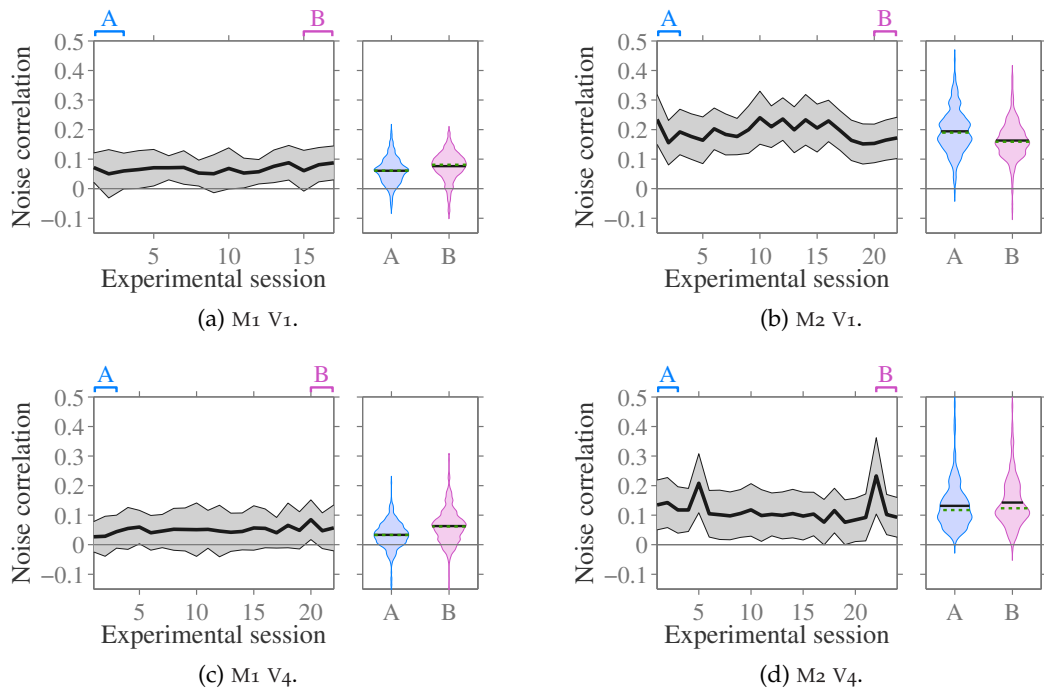 A B
Noise correlation
0.5
0.4
0.3
0.2
0.1
0
−0.1
5 10 15
Experimental session
A B
(a) M1 V1.
A B
Noise correlation
0.5
0.4
0.3
0.2
0.1
0
−0.1
5 10 15 20
Experimental session
A B
(b) M2 V1.
A B
Noise correlation
0.5
0.4
0.3
0.2
0.1
0
−0.1
5 10 15 20
Experimental session
A B
(c) M1 V4.
A B
Noise correlation
0.5
0.4
0.3
0.2
0.1
0
−0.1
5 10 15 20
Experimental session
A B
(d) M2 V4.